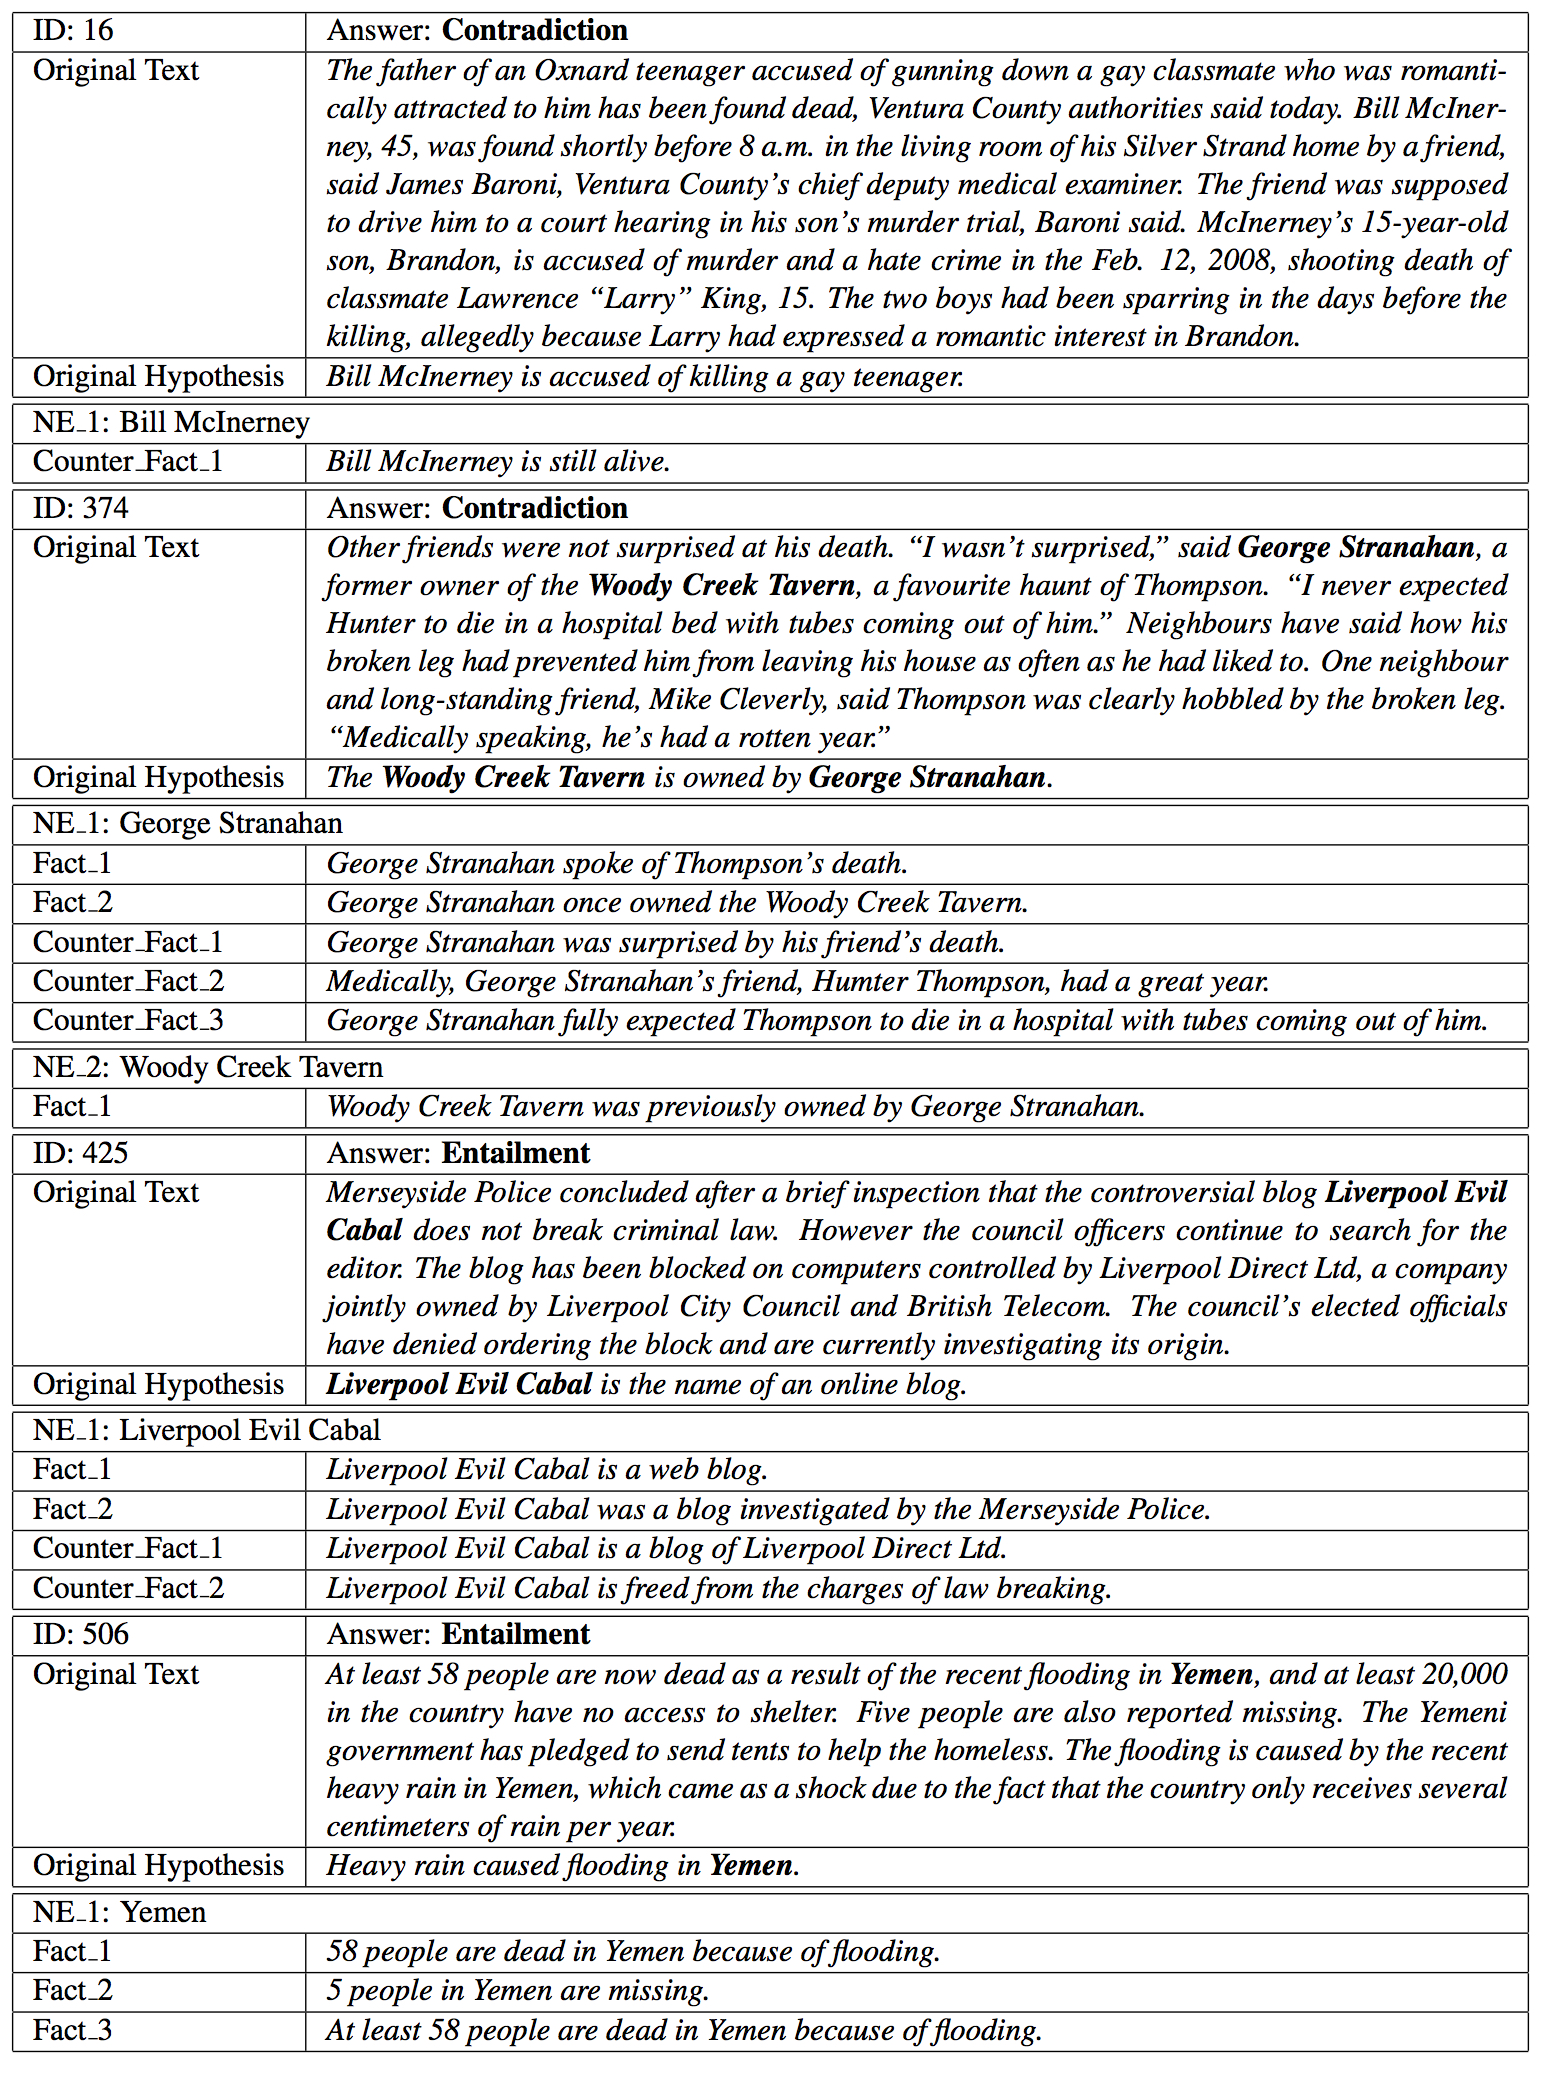 ID: 16 Answer: Contradiction
Original Text The father of an Oxnard teenager accused of gunning down a gay classmate who was romanti-
cally attracted to him has been found dead, Ventura County authorities said today. Bill McIner-
ney, 45, was found shortly before 8 a.m. in the living room of his Silver Strand home by a friend,
said James Baroni, Ventura County's chief deputy medical examiner. The friend was supposed
to drive him to a court hearing in his son's murder trial, Baroni said. McInerney's 15-year-old
son, Brandon, is accused of murder and a hate crime in the Feb. 12, 2008, shooting death of
classmate Lawrence “Larry” King, 15. The two boys had been sparring in the days before the
killing, allegedly because Larry had expressed a romantic interest in Brandon.
Original Hypothesis Bill McInerney is accused of killing a gay teenager.
NE_1: Bill McInerney
Counter_Fact_1 Bill McInerney is still alive.
ID: 374 Answer: Contradiction
Original Text Other friends were not surprised at his death. “I wasn't surprised,” said George Stranahan, a
former owner of the Woody Creek Tavern, a favourite haunt of Thompson. “I never expected
Hunter to die in a hospital bed with tubes coming out of him.” Neighbours have said how his
broken leg had prevented him from leaving his house as often as he had liked to. One neighbour
and long-standing friend, Mike Cleverly, said Thompson was clearly hobbled by the broken leg.
“Medically speaking, he's had a rotten year.”
Original Hypothesis The Woody Creek Tavern is owned by George Stranahan.
NE_1: George Stranahan
Fact_1 George Stranahan spoke of Thompson's death.
Fact_2 George Stranahan once owned the Woody Creek Tavern.
Counter_Fact_1 George Stranahan was surprised by his friend's death.
Counter_Fact_2 Medically, George Stranahan's friend, Humter Thompson, had a great year.
Counter_Fact_3 George Stranahan fully expected Thompson to die in a hospital with tubes coming out of him.
NE_2: Woody Creek Tavern
Fact_1 Woody Creek Tavern was previously owned by George Stranahan.
ID: 425 Answer: Entailment
Original Text Merseyside Police concluded after a brief inspection that the controversial blog Liverpool Evil
Cabal does not break criminal law. However the council officers continue to search for the
editor. The blog has been blocked on computers controlled by Liverpool Direct Ltd, a company
jointly owned by Liverpool City Council and British Telecom. The council's elected officials
have denied ordering the block and are currently investigating its origin.
Original Hypothesis Liverpool Evil Cabal is the name of an online blog.
NE_1: Liverpool Evil Cabal
Fact_1 Liverpool Evil Cabal is a web blog.
Fact_2 Liverpool Evil Cabal was a blog investigated by the Merseyside Police.
Counter_Fact_1 Liverpool Evil Cabal is a blog of Liverpool Direct Ltd.
Counter_Fact_2 Liverpool Evil Cabal is freed from the charges of law breaking.
ID: 506 Answer: Entailment
Original Text At least 58 people are now dead as a result of the recent flooding in Yemen, and at least 20,000
in the country have no access to shelter. Five people are also reported missing. The Yemeni
government has pledged to send tents to help the homeless. The flooding is caused by the recent
heavy rain in Yemen, which came as a shock due to the fact that the country only receives several
centimeters of rain per year.
Original Hypothesis Heavy rain caused flooding in Yemen.
NE_1: Yemen
Fact_1 58 people are dead in Yemen because of flooding.
Fact_2 5 people in Yemen are missing.
Fact_3 At least 58 people are dead in Yemen because of flooding.